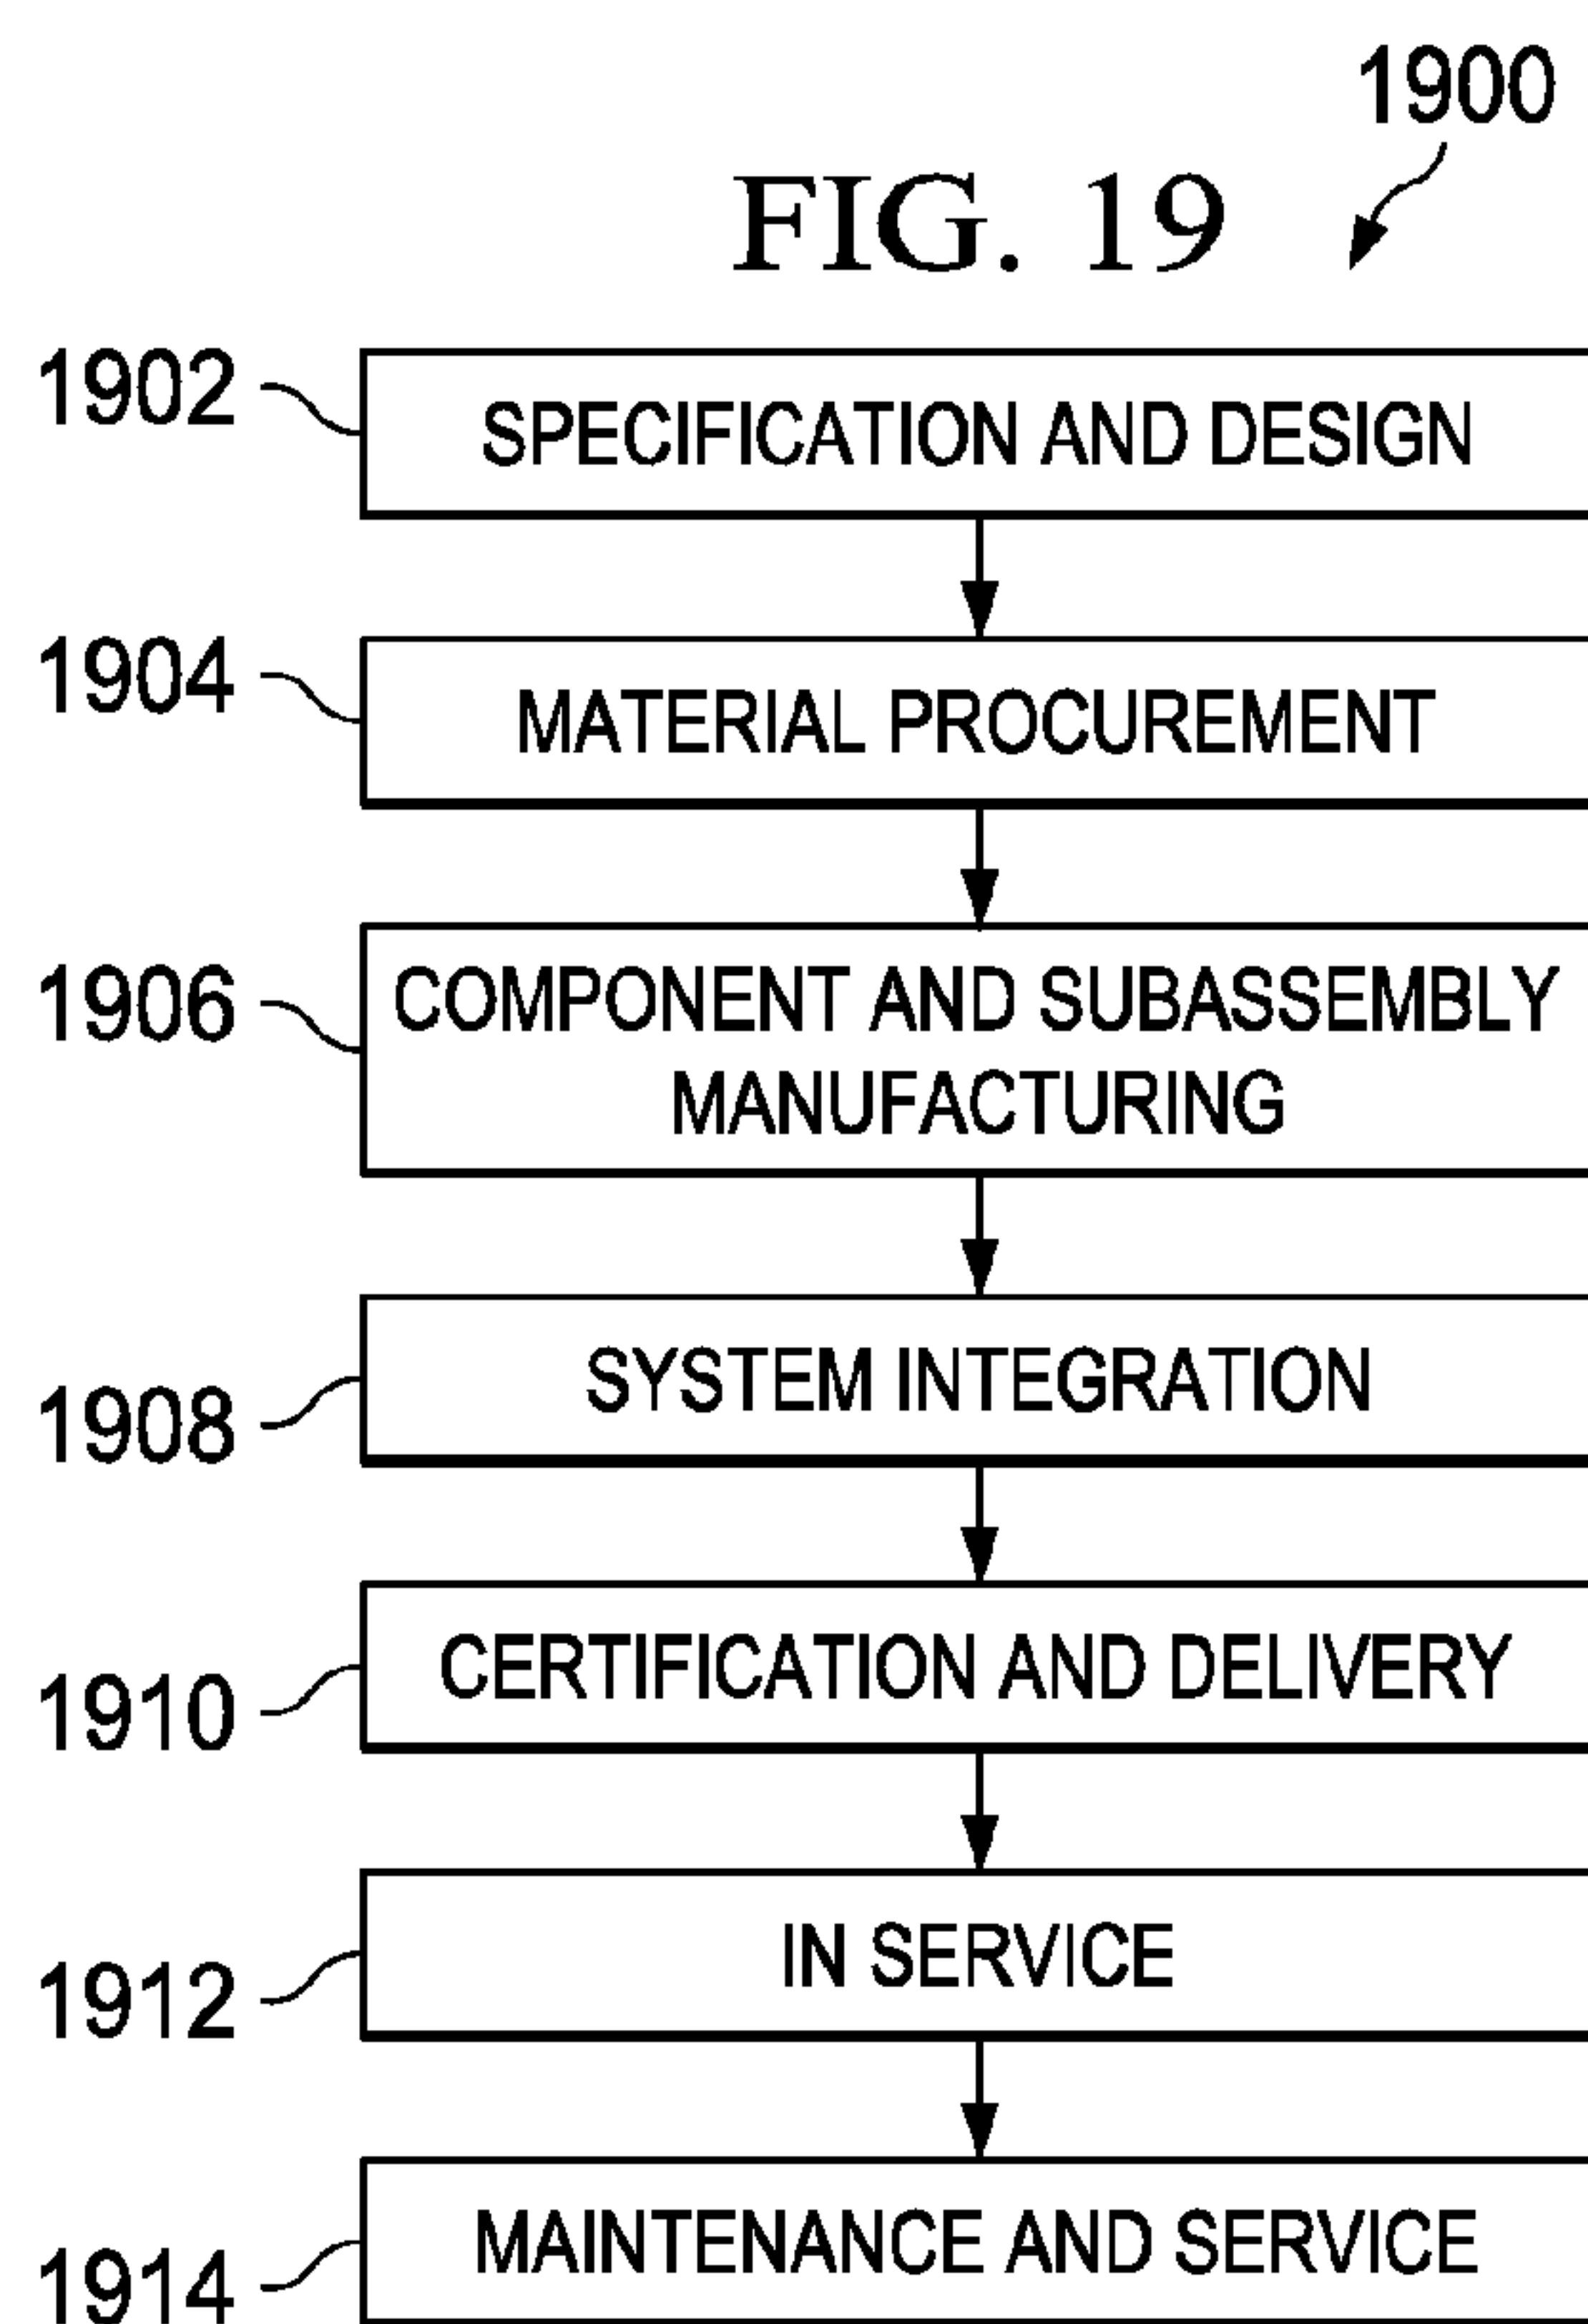 1900
FIG. 19
1902
SPECIFICATION AND DESIGN
1904
MATERIAL PROCUREMENT
1906
COMPONENT AND SUBASSEMBLY
MANUFACTURING
1908
SYSTEM INTEGRATION
1910
CERTIFICATION AND DELIVERY
1912
IN SERVICE
1914
MAINTENANCE AND SERVICE